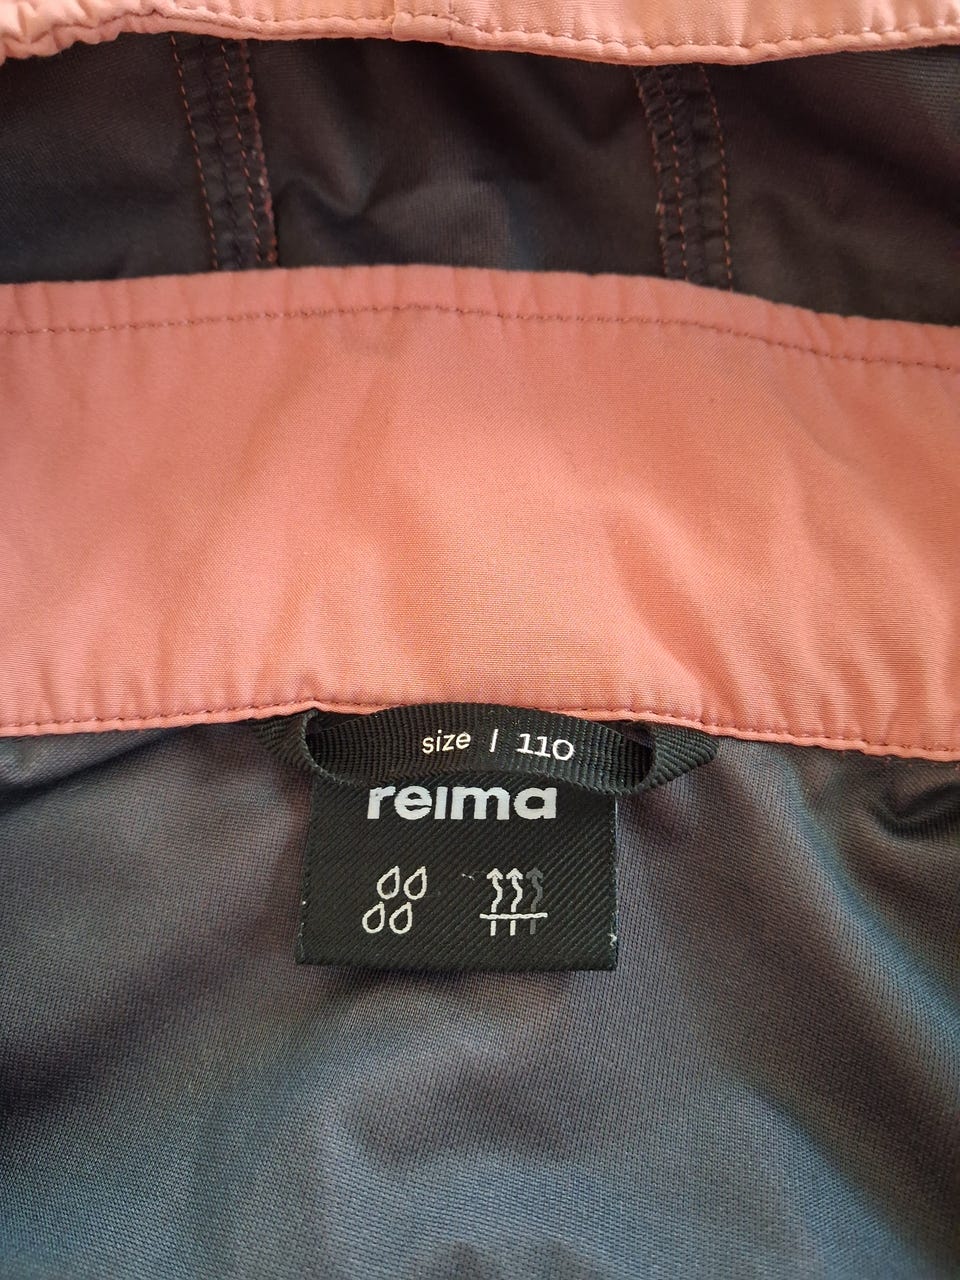 size | 110
reima